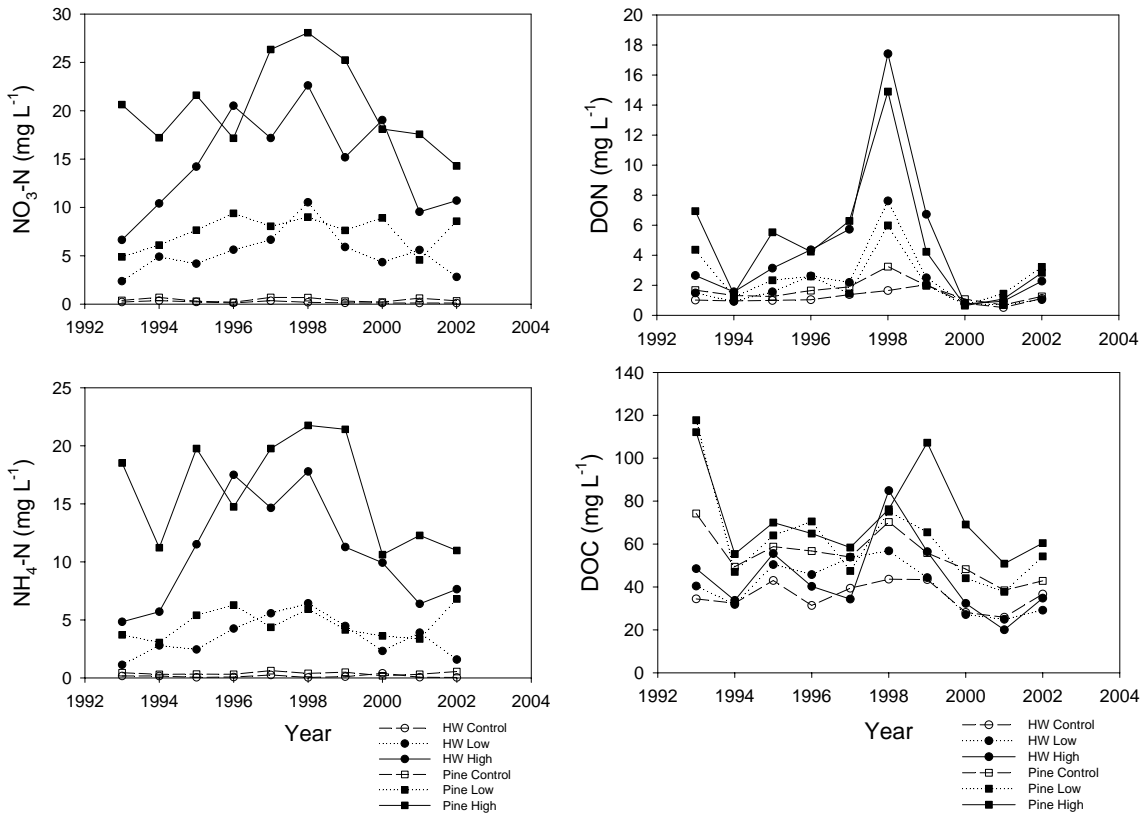 NO3-N (mg L-1)
30
25
20
15
10
5
0
1992 1994 1996 1998 2000 2002 2004
DON (mg L-1)
20
18
16
14
12
10
8
6
4
2
0
1992 1994 1996 1998 2000 2002 2004
NH4-N (mg L-1)
25
20
15
10
5
0
1992 1994 1996 1998 2000 2002 2004
Year
HW Control
HW Low
HW High
Pine Control
Pine Low
Pine High
DOC (mg L-1)
140
120
100
80
60
40
20
0
1992 1994 1996 1998 2000 2002 2004
Year
HW Control
HW Low
HW High
Pine Control
Pine Low
Pine High